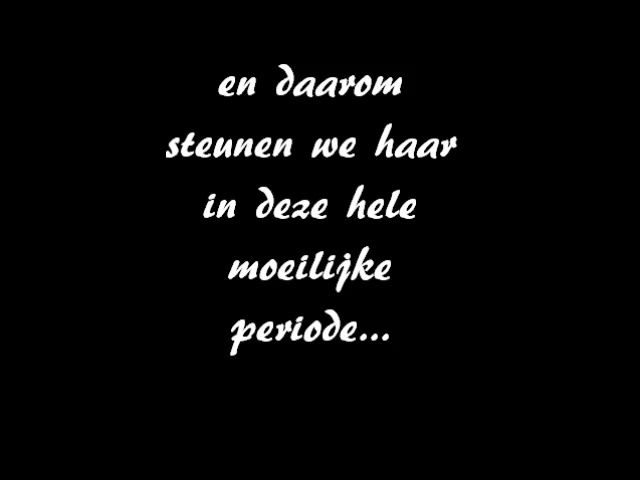 en daarom
steunen we haar
in deze hele
moeilijke
periode...